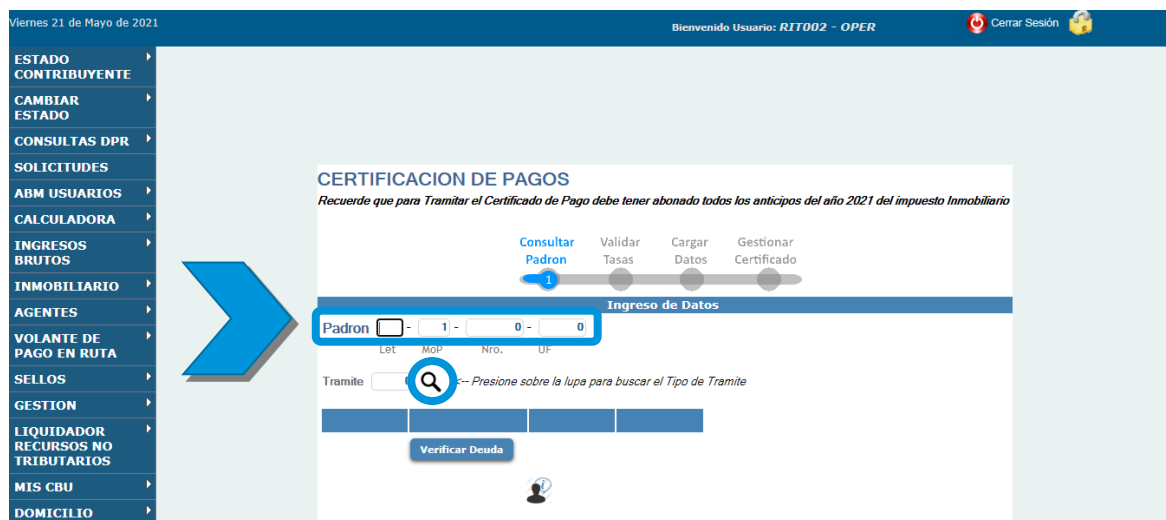 Viernes 21 de Mayo de 2021
Bienvenido Usuario: RIT002 - OPER
Cerrar Sesión
ESTADO
CONTRIBUYENTE
CAMBIAR
ESTADO
CONSULTAS DPR
SOLICITUDES
ABM USUARIOS
CALCULADORA
INGRESOS
BRUTOS
INMOBILIARIO
AGENTES
VOLANTE DE
PAGO EN RUTA
SELLOS
GESTION
LIQUIDADOR
RECURSOS NO
TRIBUTARIOS
MIS CBU
DOMICILIO
CERTIFICACION DE PAGOS
Recuerde que para Tramitar el Certificado de Pago debe tener abonado todos los anticipos del año 2021 del impuesto Inmobiliario
Consultar Validar Cargar Gestionar
Padron Tasas Datos Certificado
1
Ingreso de Datos
Padron - 1 - 0 - 0
Let MoP Nro. UF
Tramite <-- Presione sobre la lupa para buscar el Tipo de Tramite
Verificar Deuda